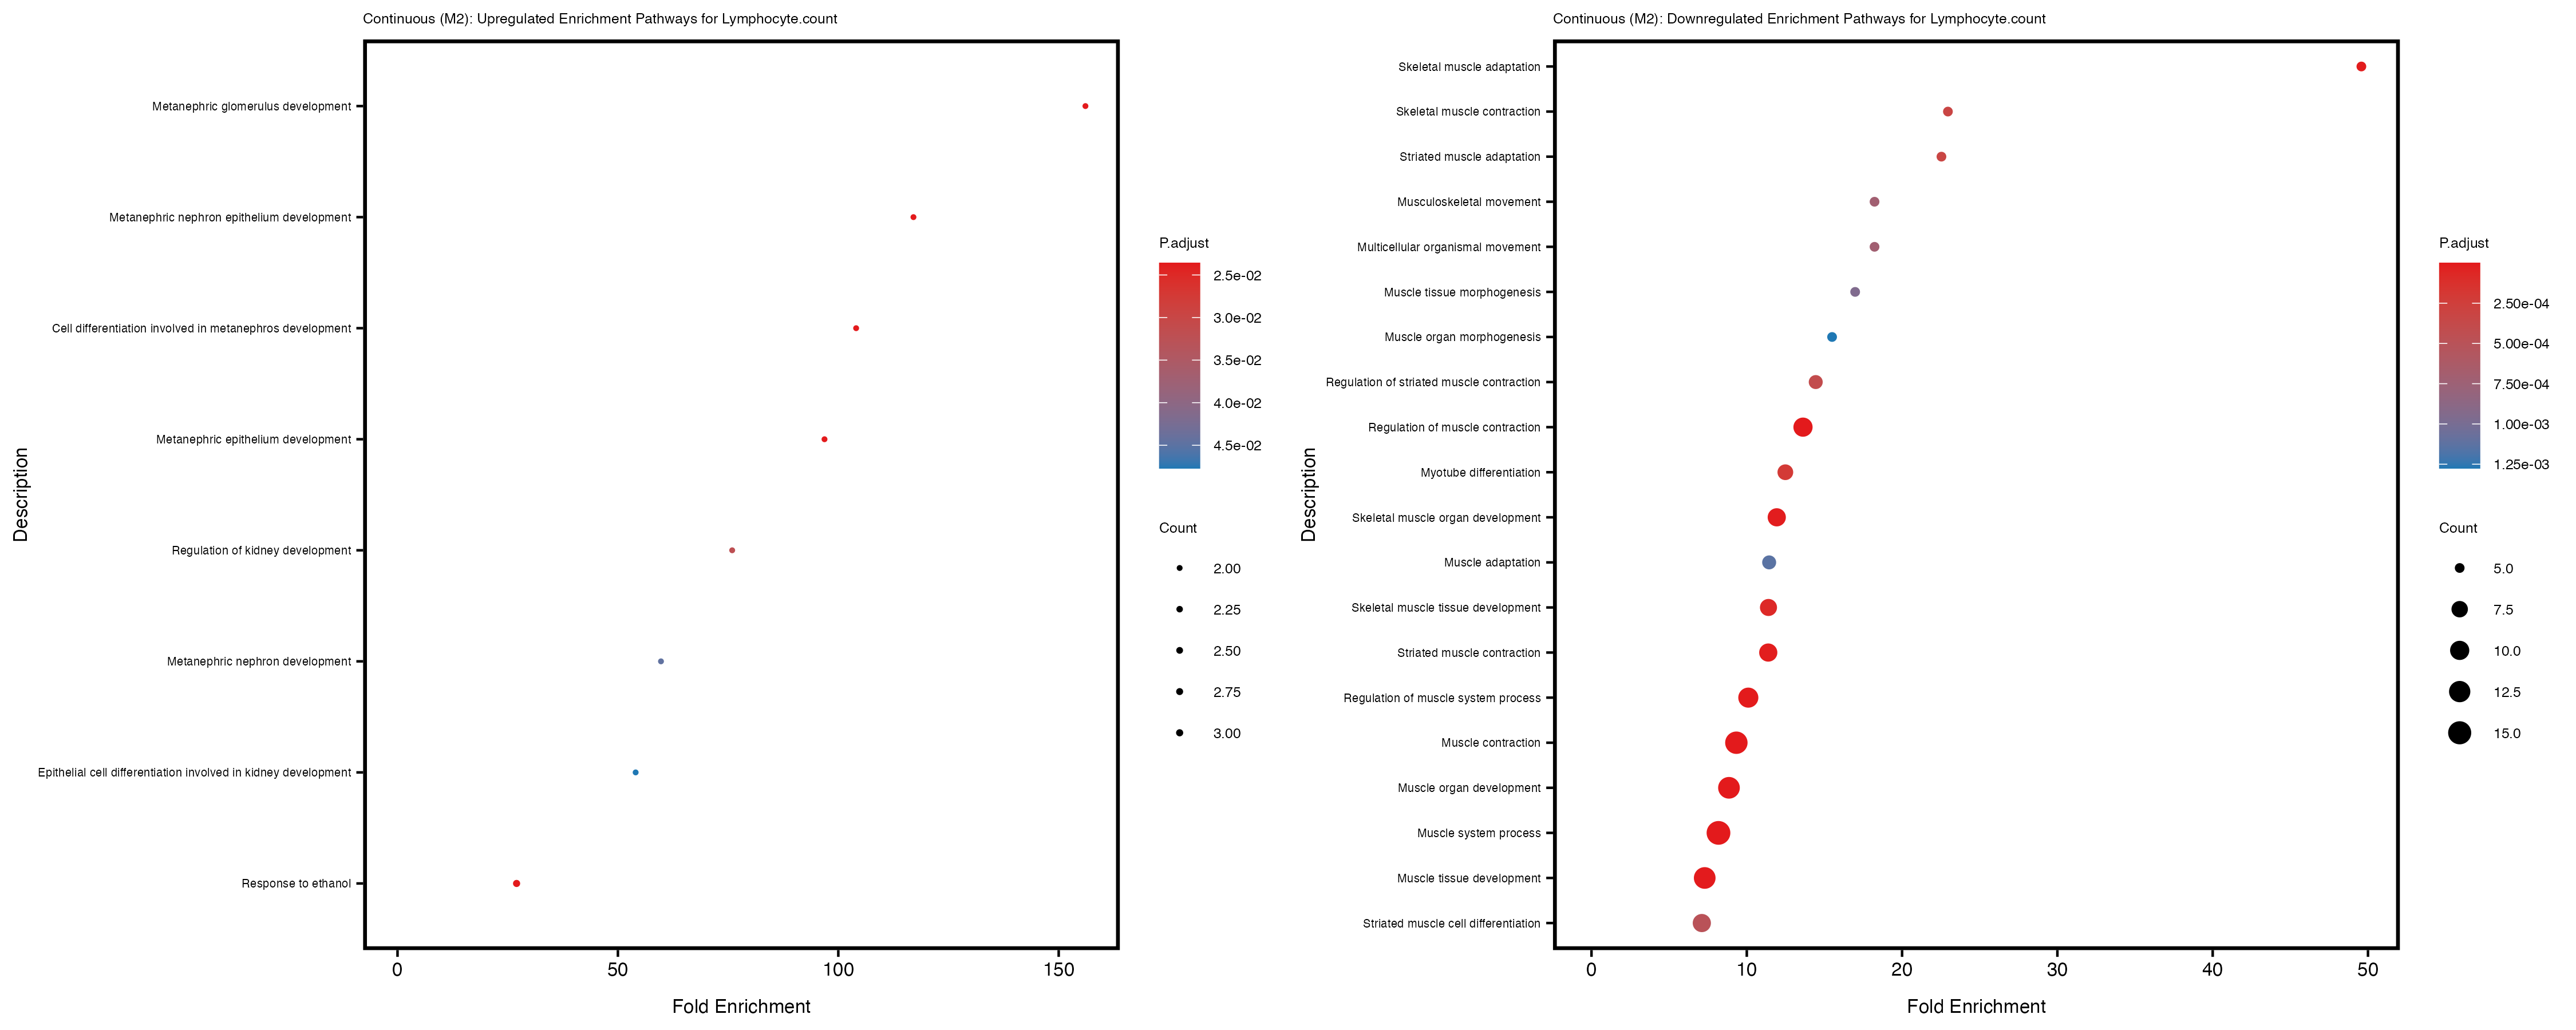 Continuous (M2): Upregulated Enrichment Pathways for Lymphocyte.count
Description
Metanephric glomerulus development
Metanephric nephron epithelium development
Cell differentiation involved in metanephros development
Metanephric epithelium development
Regulation of kidney development
Metanephric nephron development
Epithelial cell differentiation involved in kidney development
Response to ethanol
0 50 100 150
Fold Enrichment
P.adjust
2.5e-02
3.0e-02
3.5e-02
4.0e-02
4.5e-02
Count
2.00
2.25
2.50
2.75
3.00
Continuous (M2): Downregulated Enrichment Pathways for Lymphocyte.count
Description
Skeletal muscle adaptation
Skeletal muscle contraction
Striated muscle adaptation
Musculoskeletal movement
Multicellular organismal movement
Muscle tissue morphogenesis
Muscle organ morphogenesis
Regulation of striated muscle contraction
Regulation of muscle contraction
Myotube differentiation
Skeletal muscle organ development
Muscle adaptation
Skeletal muscle tissue development
Striated muscle contraction
Regulation of muscle system process
Muscle contraction
Muscle organ development
Muscle system process
Muscle tissue development
Striated muscle cell differentiation
0 10 20 30 40 50
Fold Enrichment
P.adjust
2.50e-04
5.00e-04
7.50e-04
1.00e-03
1.25e-03
Count
5.0
7.5
10.0
12.5
15.0